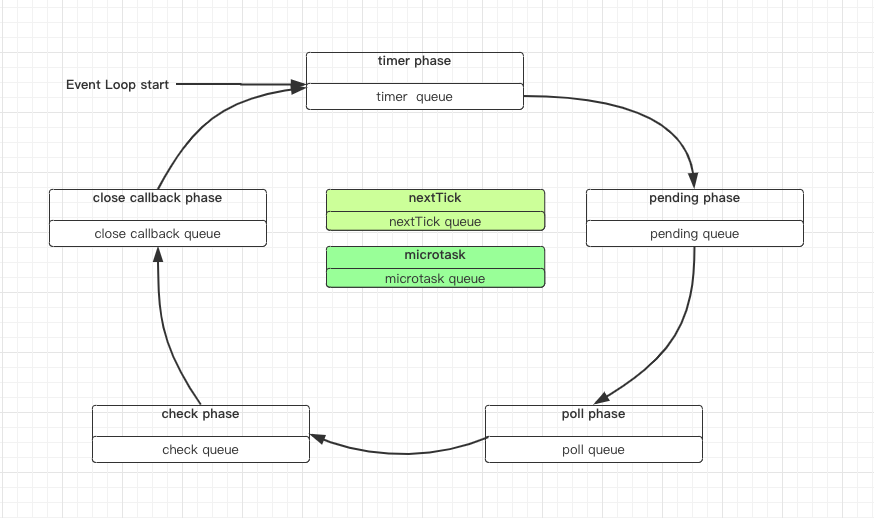 timer phase
Event Loop start
timer queue
close callback phase
nextTick
pending phase
nextTick queue
close callback queue
pending queue
microtask
microtask queue
check phase
poll phase
check queue
poll queue